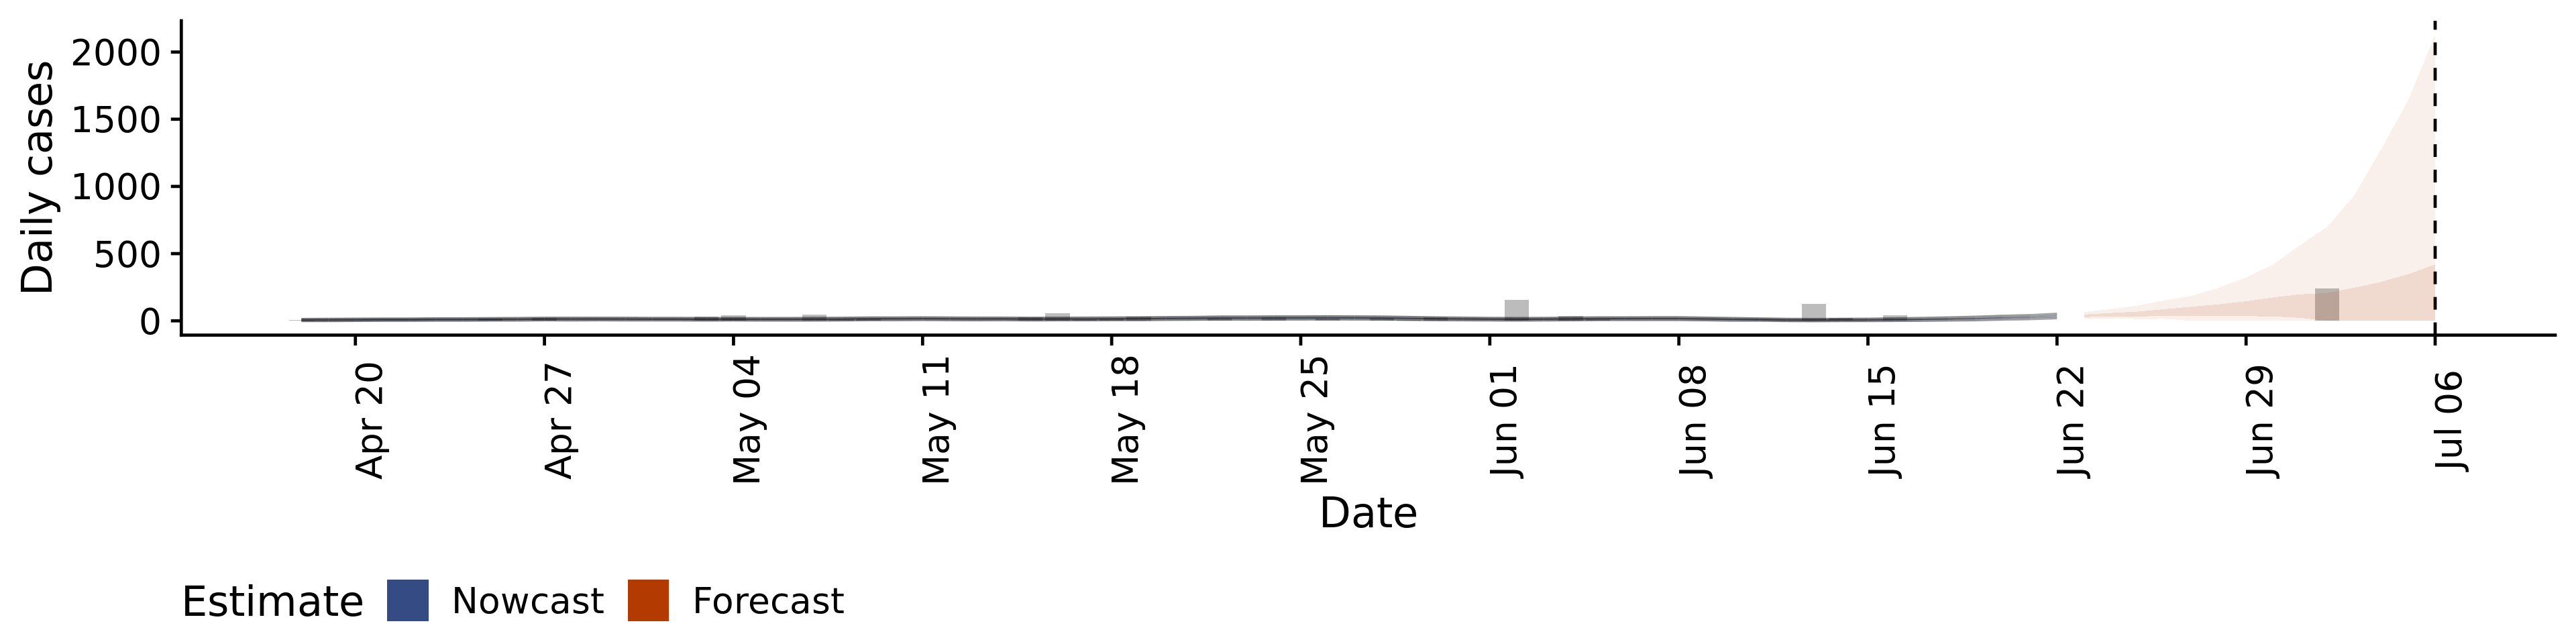 Daily cases
2000
1500
1000
500
0
Apr 20
Apr 27
May 04
May 11
May 18
May 25
Jun 01
Jun 08
Jun 15
Jun 22
Jun 29
Jul 06
Date
Estimate Nowcast Forecast